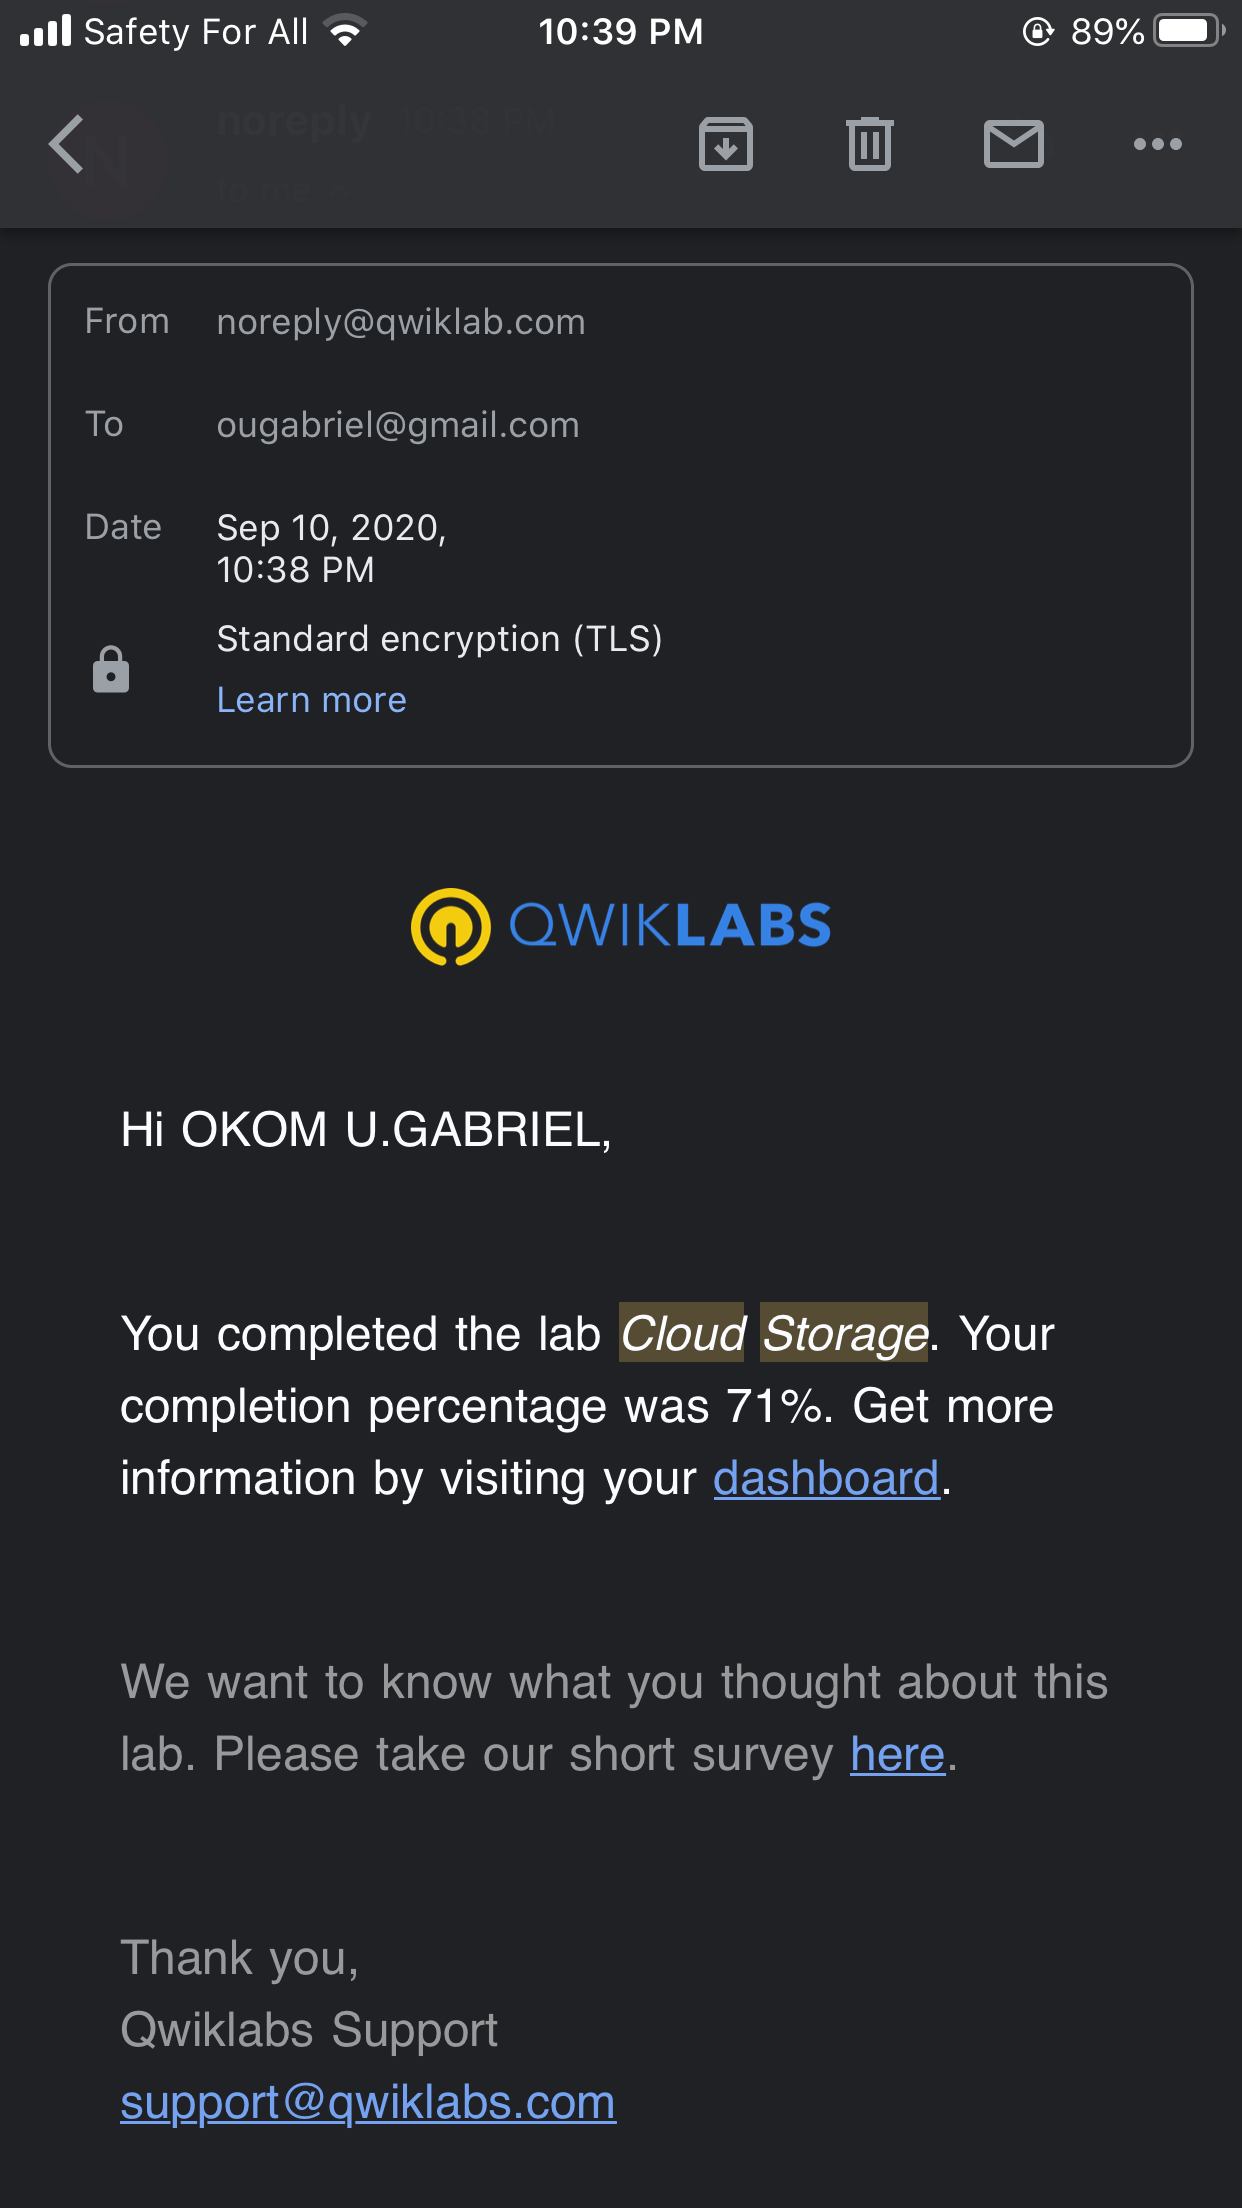 Safety For All 10:39 PM 89%
noreply 10:38 PM
N
to me
From noreply@qwiklab.com
To ougabriel@gmail.com
Date Sep 10, 2020,
10:38 PM
Standard encryption (TLS)
Learn more
QWIKLABS
Hi OKOM U.GABRIEL,
You completed the lab Cloud Storage. Your
completion percentage was 71%. Get more
information by visiting your dashboard.
We want to know what you thought about this
lab. Please take our short survey here.
Thank you,
Qwiklabs Support
support@qwiklabs.com